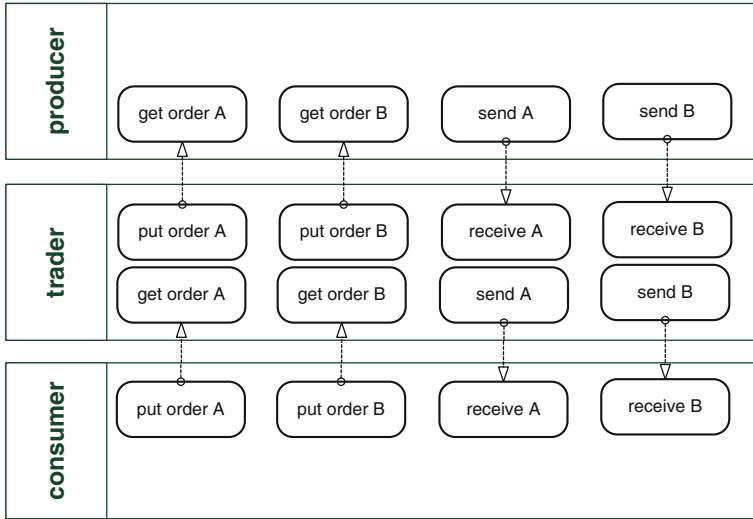 producer
get order A
get order B
send A
send B
trader
put order A
put order B
receive A
receive B
get order A
get order B
send A
send B
consumer
put order A
put order B
receive A
receive B